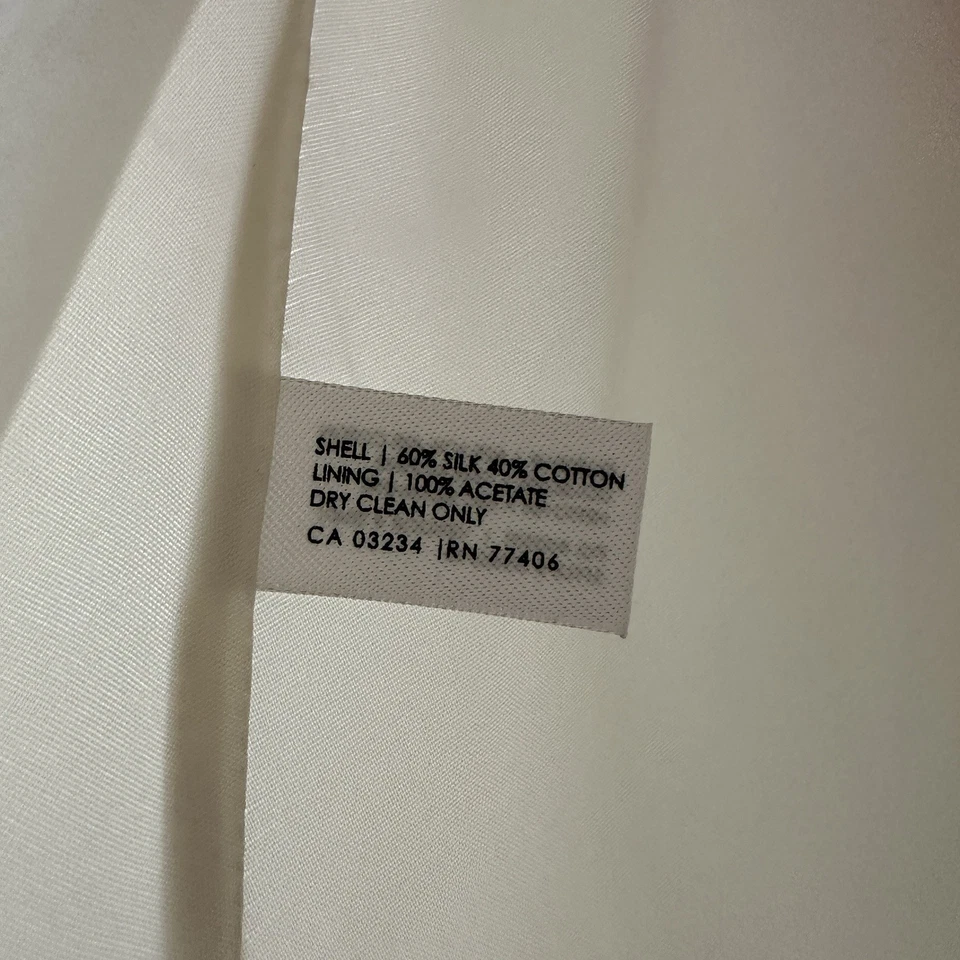 SHELL | 60% SILK 40% COTTON
LINING | 100% ACETATE
DRY CLEAN ONLY
CA 03234 |RN 77406